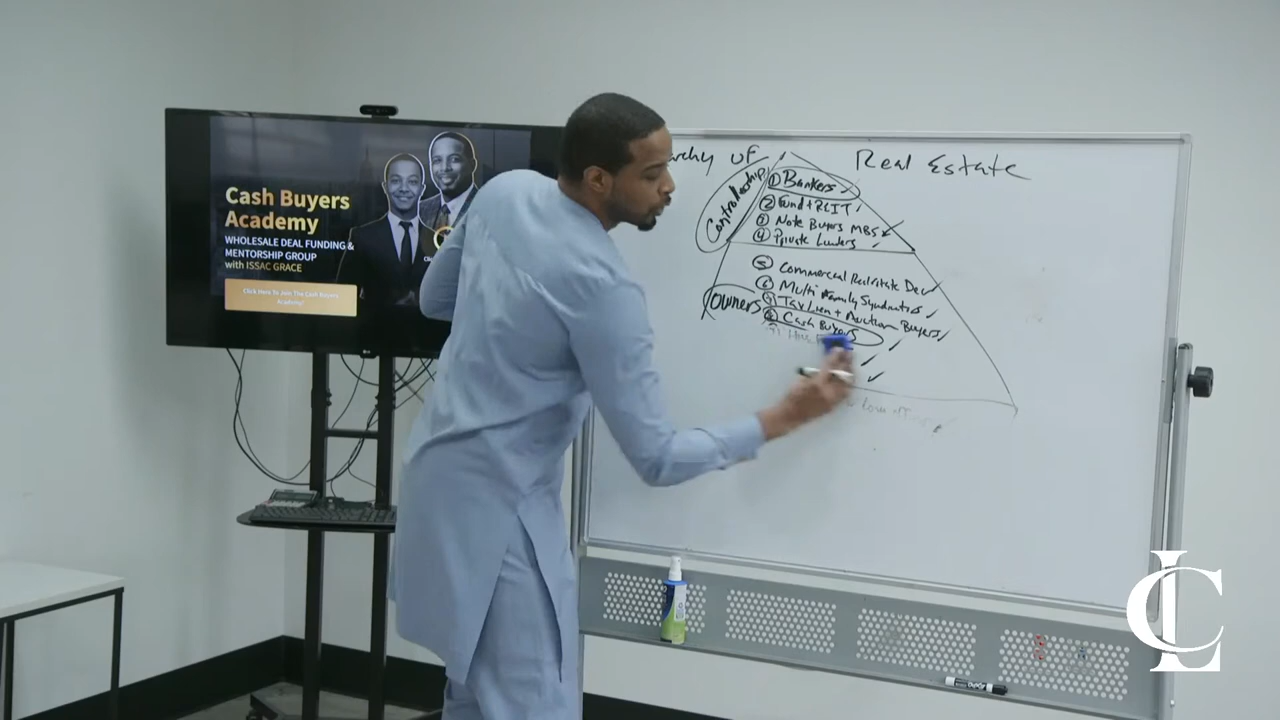 Cash Buyers
Academy
WHOLESALE DEAL FUNDING &
MENTORSHIP GROUP
with ISSAC GRACE
Click Here To Join The Cash Buyers
Academy!
archy of Real Estate
① Bankers
② Fund + REIT
③ Note Buyers MBS
④ Private Lenders
⑤ Commercial Real estate Dev
⑥ Multi Family Syndicators
Owners
⑦ Tax Lien + Auction Buyers
⑧ Cash Buyers
LC